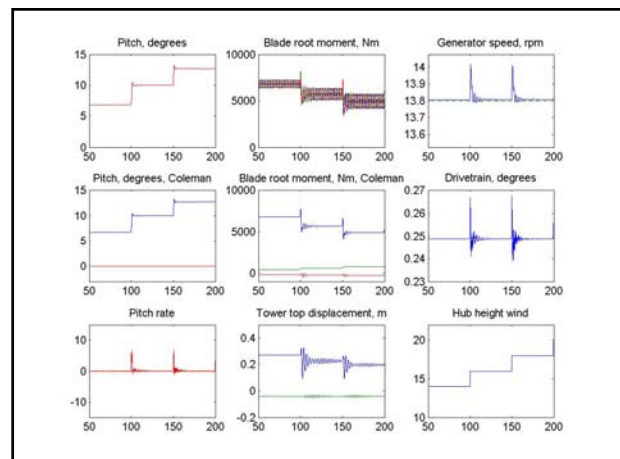 Pitch, degrees
15
10
5
0
50 100 150 200
Blade root moment, Nm
10000
5000
0
50 100 150 200
Generator speed, rpm
14
13.9
13.8
13.7
13.6
50 100 150 200
Pitch, degrees, Coleman
15
10
5
0
50 100 150 200
Blade root moment, Nm, Coleman
10000
5000
0
50 100 150 200
Drivetrain, degrees
0.27
0.26
0.25
0.24
0.23
50 100 150 200
Pitch rate
10
0
-10
50 100 150 200
Tower top displacement, m
0.4
0.2
0
-0.2
50 100 150 200
Hub height wind
20
15
10
50 100 150 200